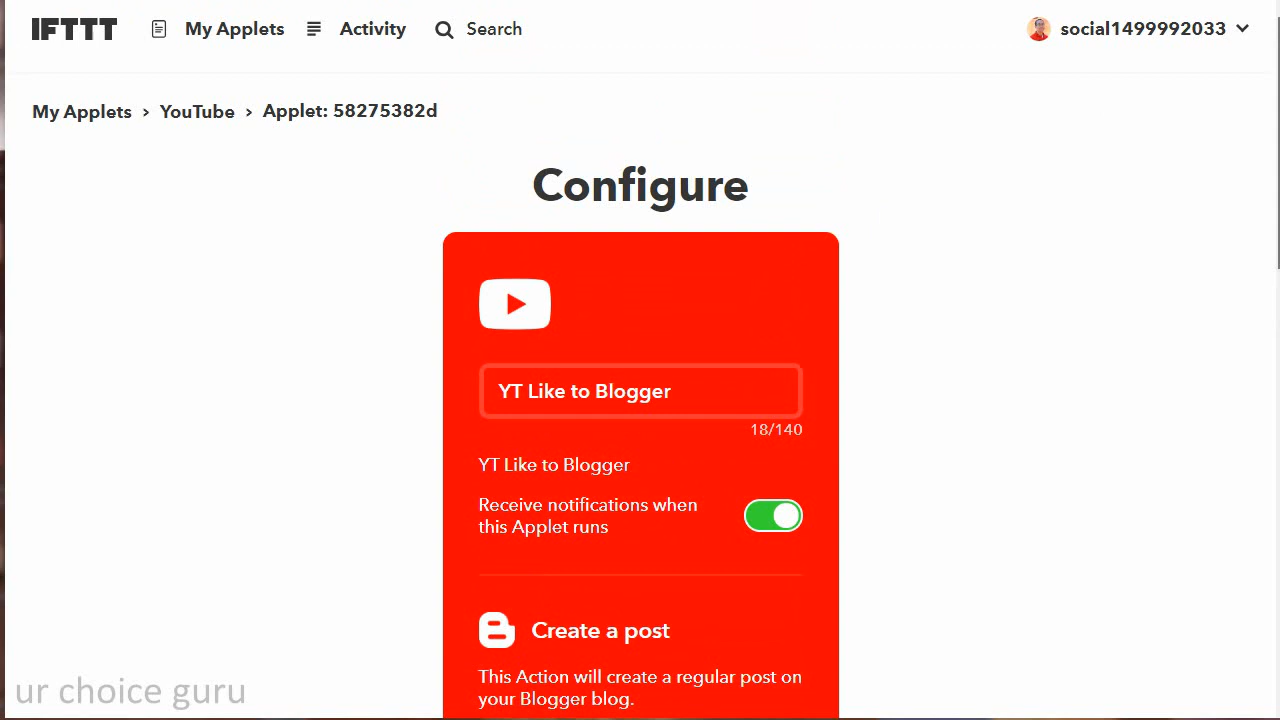 IFTTT My Applets Activity Search social1499992033
My Applets › YouTube › Applet: 58275382d
Configure
YT Like to Blogger
18/140
YT Like to Blogger
Receive notifications when
this Applet runs
Create a post
This Action will create a regular post on
your Blogger blog.
ur choice guru